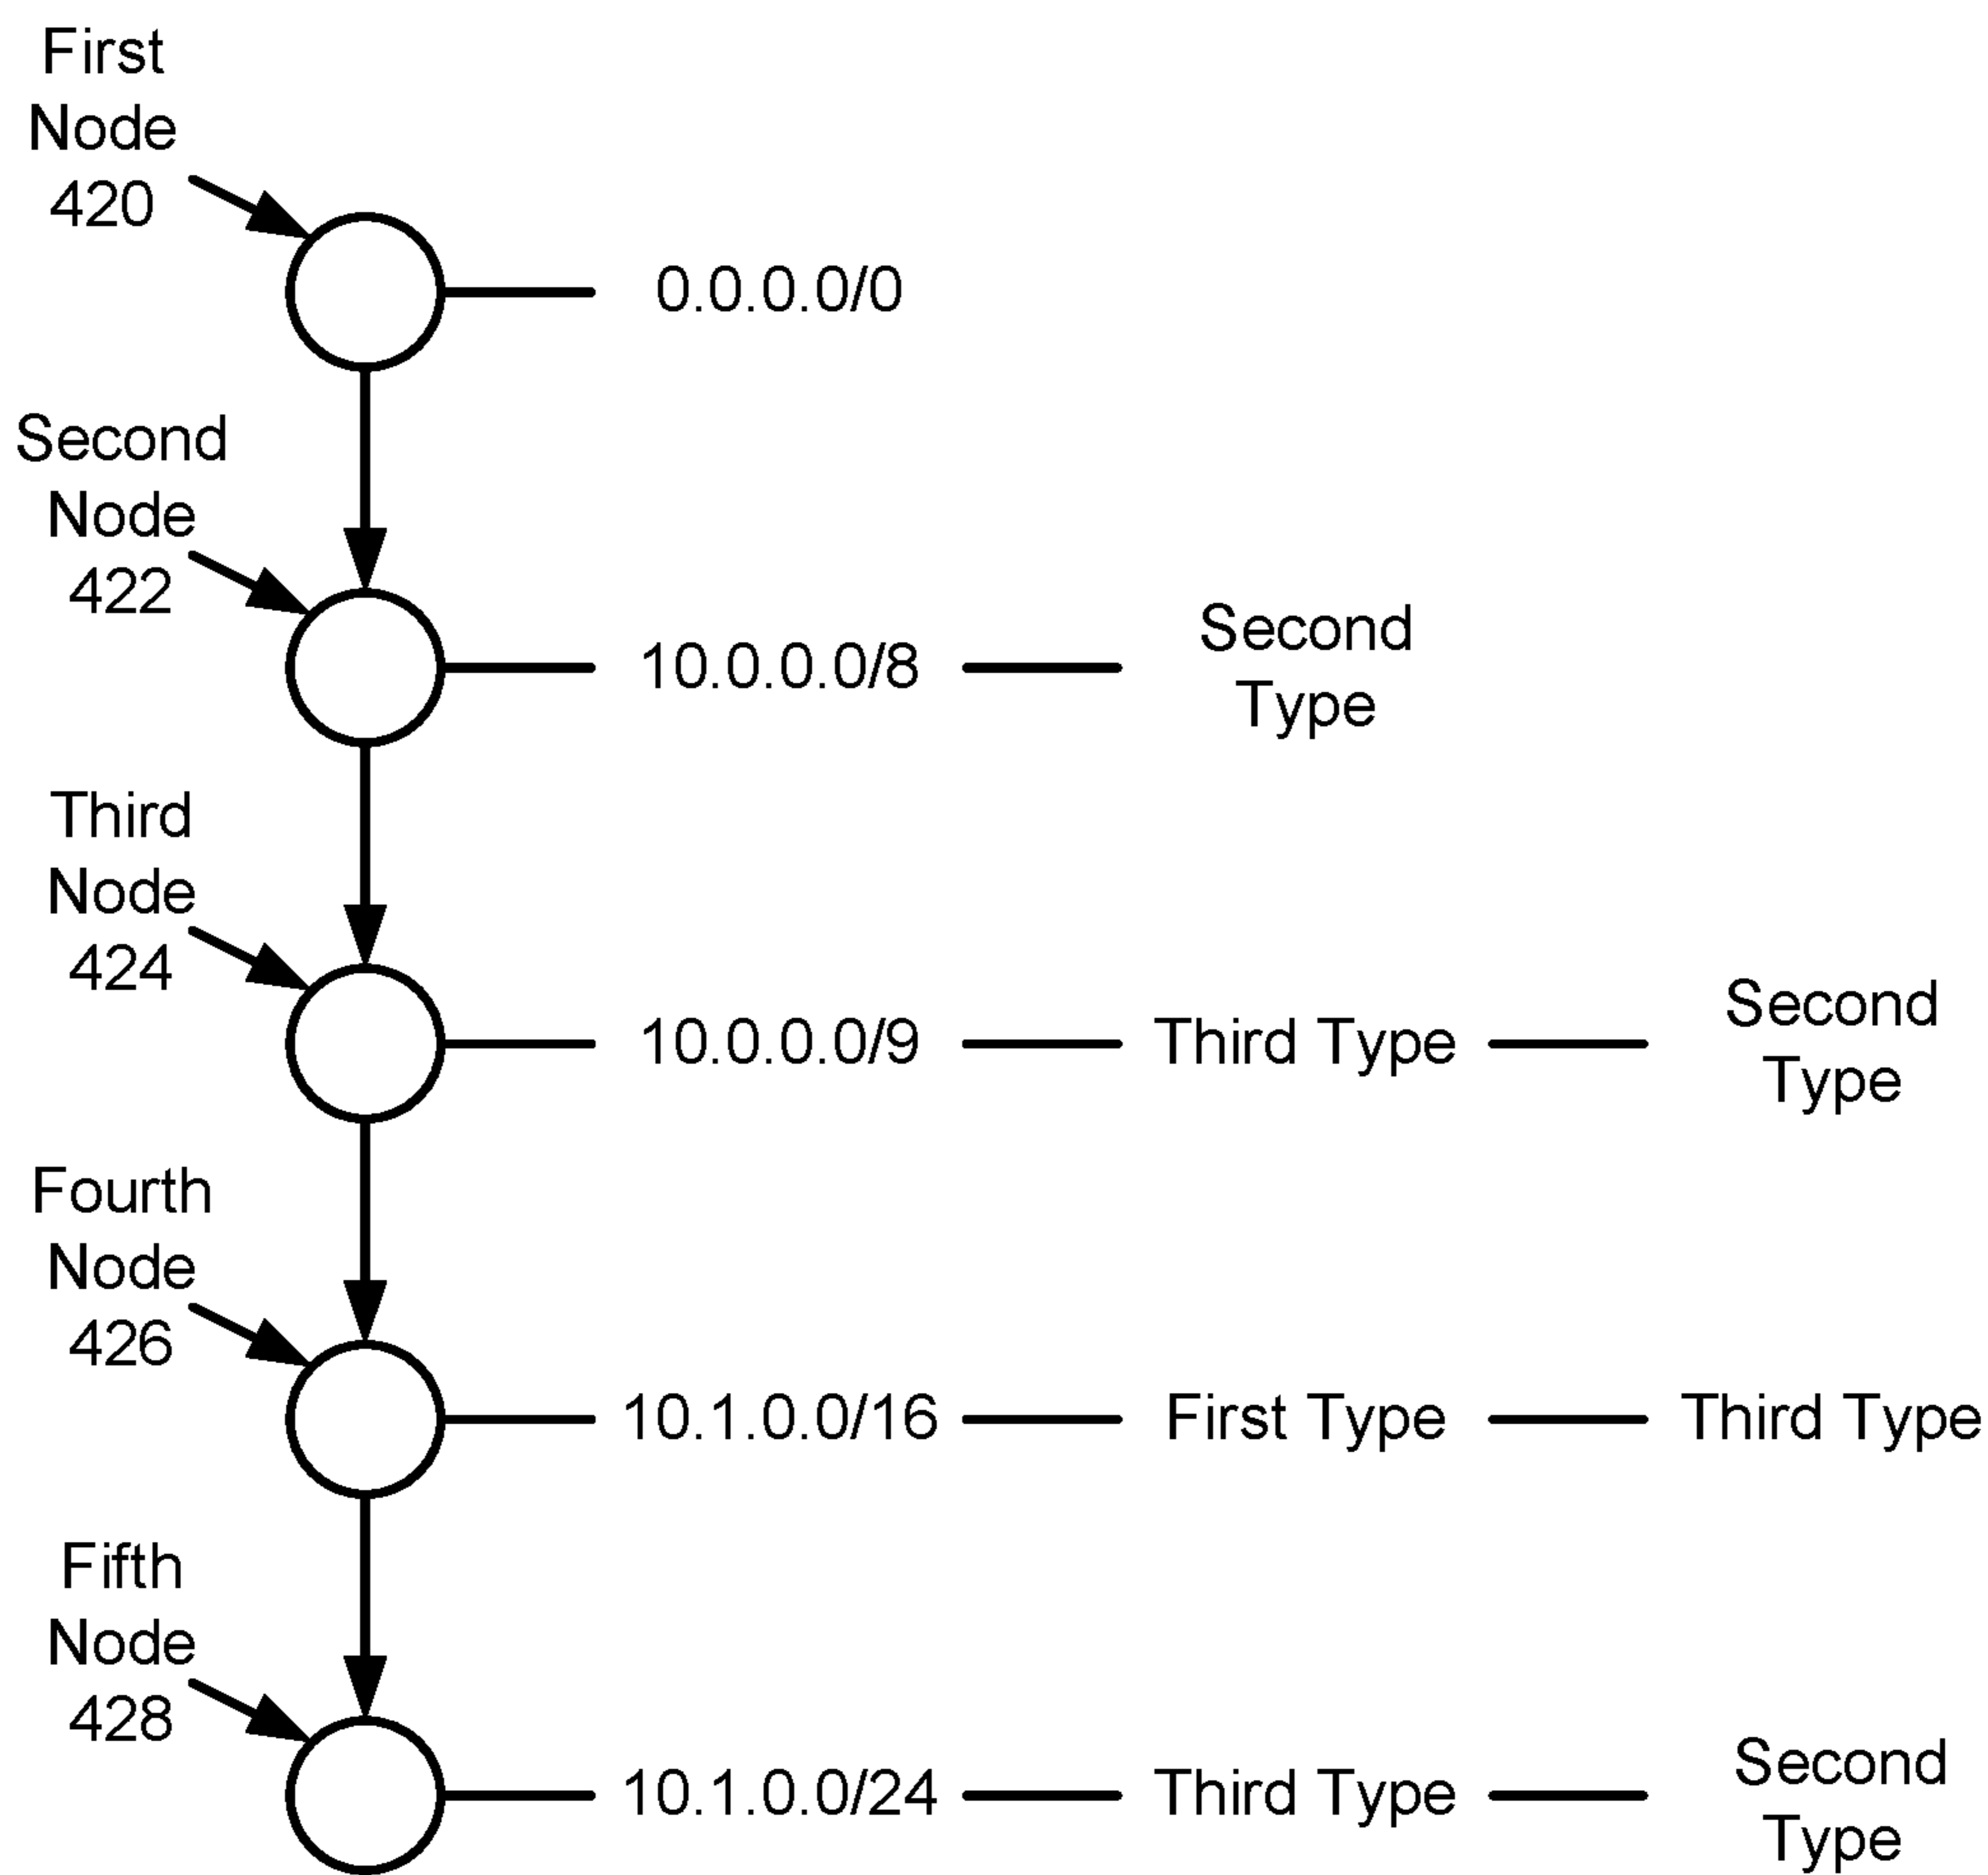 First
Node
420
0.0.0.0/0
Second
Node
422
10.0.0.0/8
Second
Type
Third
Node
424
10.0.0.0/9
Third Type
Second
Type
Fourth
Node
426
10.1.0.0/16
First Type
Third Type
Fifth
Node
428
10.1.0.0/24
Third Type
Second
Type